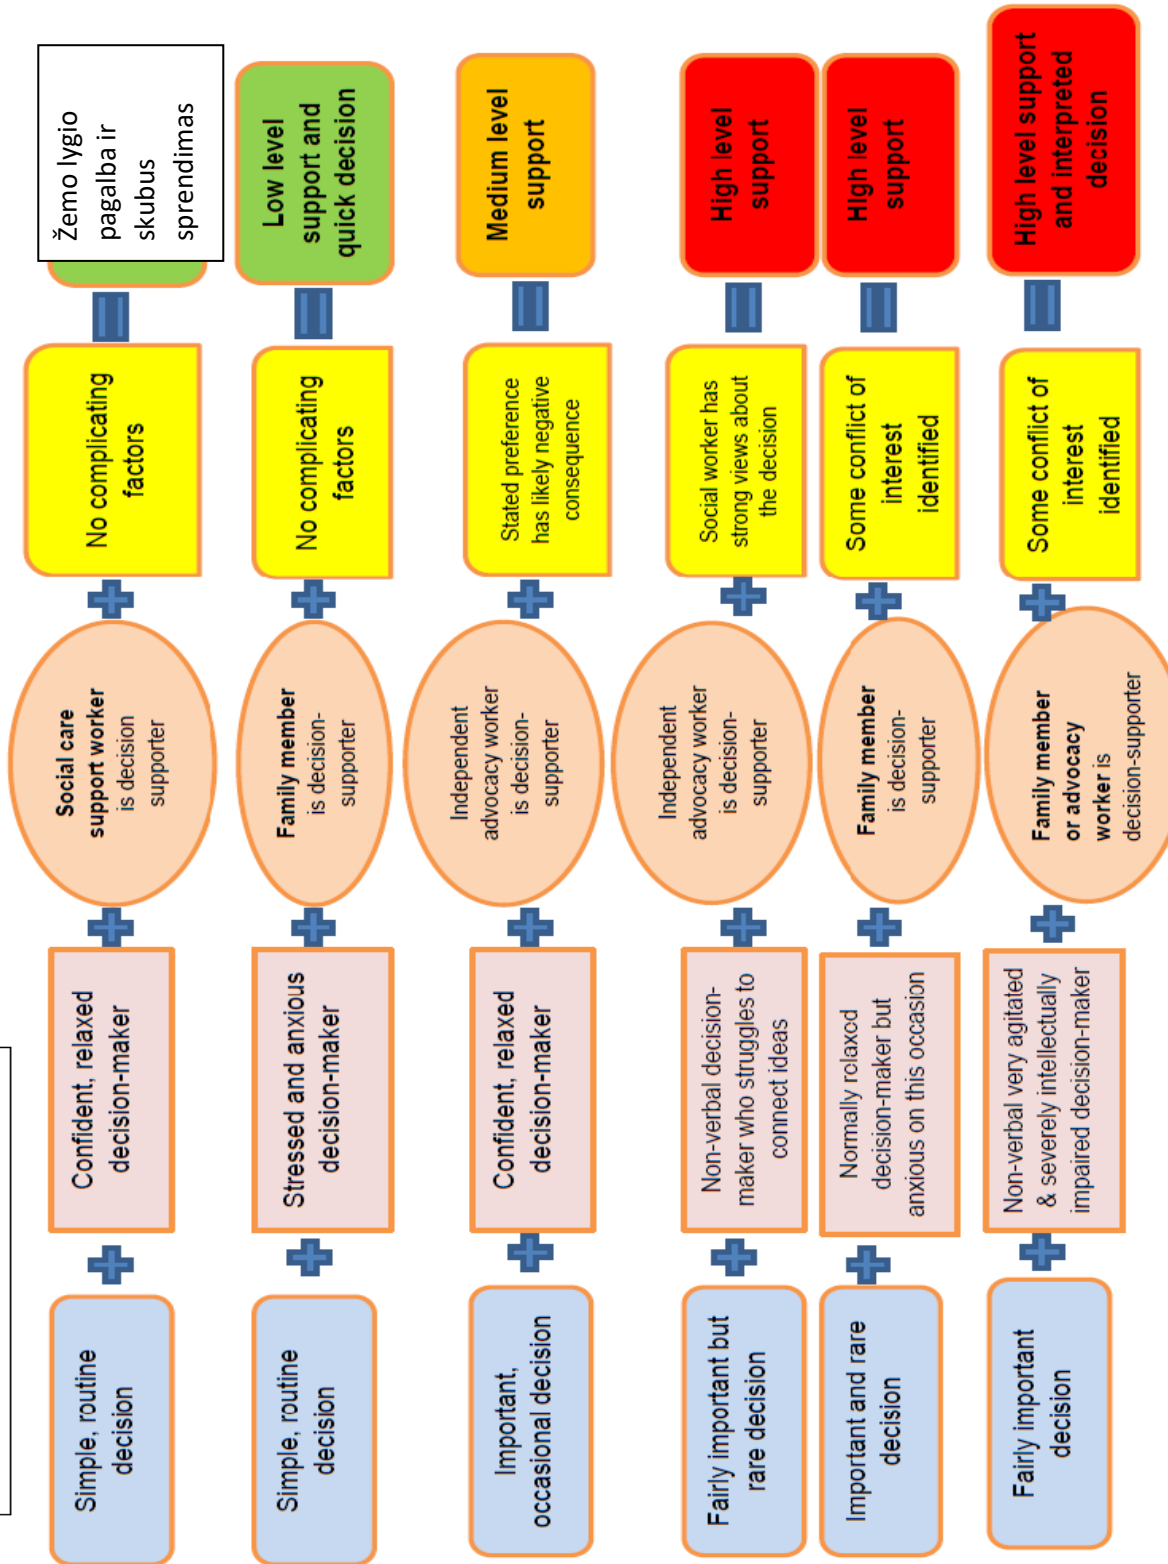 Simple, routine
decision
Confident, relaxed
decision-maker
Social care
support worker
is decision
supporter
No complicating
factors
Žemo lygio
pagalba ir
skubus
sprendimas
Simple, routine
decision
Stressed and anxious
decision-maker
Family member
is decision-
supporter
No complicating
factors
Low level
support and
quick decision
Important,
occasional decision
Confident, relaxed
decision-maker
Independent
advocacy worker
is decision-
supporter
Stated preference
has likely negative
consequence
Medium level
support
Fairly important but
rare decision
Non-verbal decision-
maker who struggles to
connect ideas
Independent
advocacy worker
is decision-
supporter
Social worker has
strong views about
the decision
High level
support
Important and rare
decision
Normally relaxed
decision-maker but
anxious on this occasion
Family member
is decision-
supporter
Some conflict of
interest
identified
High level
support
Fairly important
decision
Non-verbal very agitated
& severely intellectually
impaired decision-maker
Family member
or advocacy
worker is
decision-supporter
Some conflict of
interest
identified
High level support
and interpreted
decision